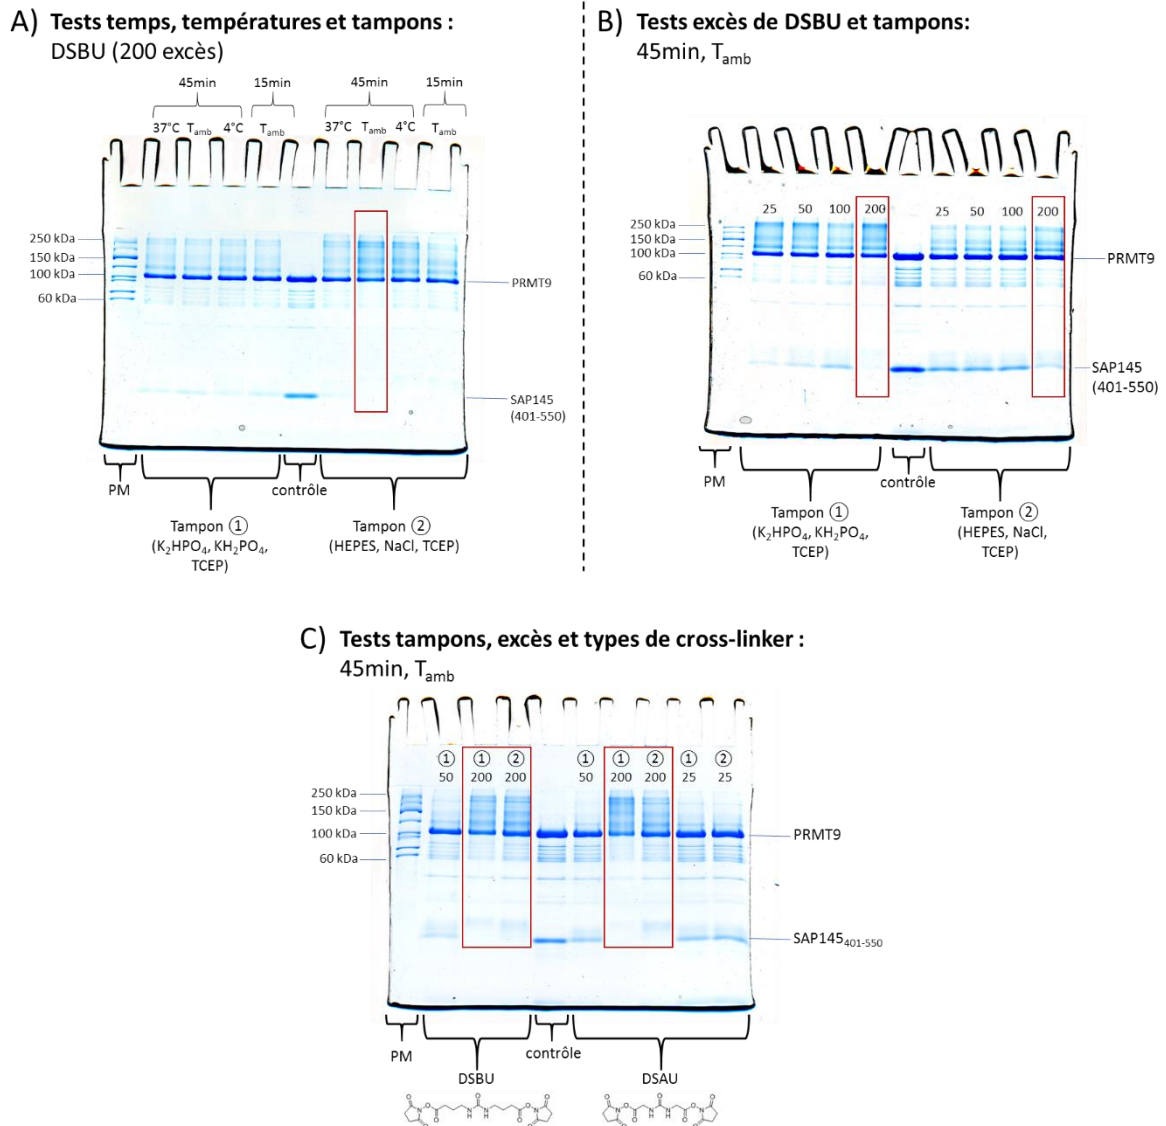 A) Tests temps, températures et tampons :
DSBU (200 excès)
45min 15min 45min 15min
37°C Tamb 4°C Tamb 37°C Tamb 4°C Tamb
250 kDa
150 kDa
100 kDa
60 kDa
PRMT9
SAP145
(401-550)
PM
contrôle
Tampon ①
(K2HPO4, KH2PO4,
TCEP)
Tampon ②
(HEPES, NaCl, TCEP)
B) Tests excès de DSBU et tampons:
45min, Tamb
25 50 100 200 25 50 100 200
250 kDa
150 kDa
100 kDa
60 kDa
PRMT9
SAP145
(401-550)
PM
contrôle
Tampon ①
(K2HPO4, KH2PO4,
TCEP)
Tampon ②
(HEPES, NaCl,
TCEP)
C) Tests tampons, excès et types de cross-linker :
45min, Tamb
① ① ② ① ① ② ① ②
50 200 200 50 200 200 25 25
250 kDa
150 kDa
100 kDa
60 kDa
PRMT9
SAP145401-550
PM
contrôle
DSBU
DSAU